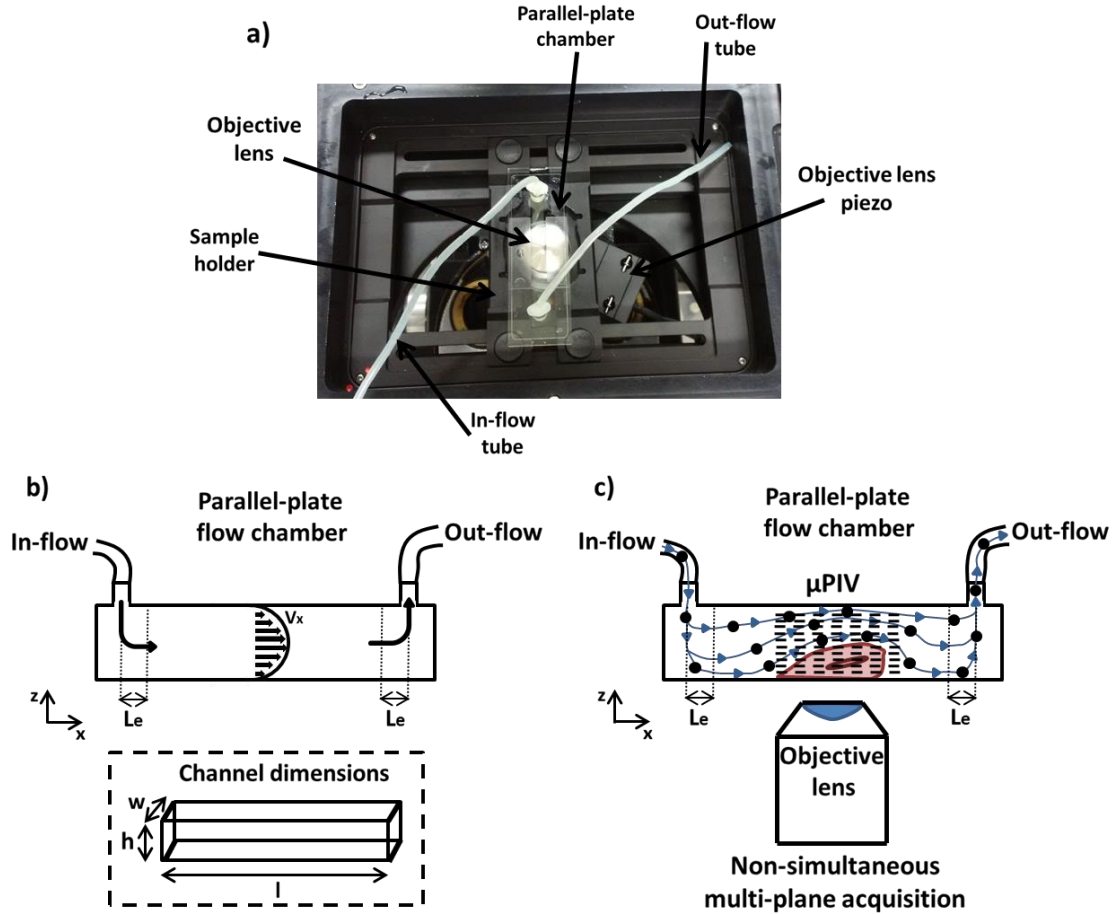 a)
Parallel-plate
chamber
Out-flow
tube
Objective
lens
Objective lens
piezo
Sample
holder
In-flow
tube
b)
Parallel-plate
flow chamber
In-flow
Out-flow
Vx
z
x
Le
Le
Channel dimensions
w
h
l
c)
Parallel-plate
flow chamber
In-flow
Out-flow
μPIV
z
x
Le
Le
Objective
lens
Non-simultaneous
multi-plane acquisition